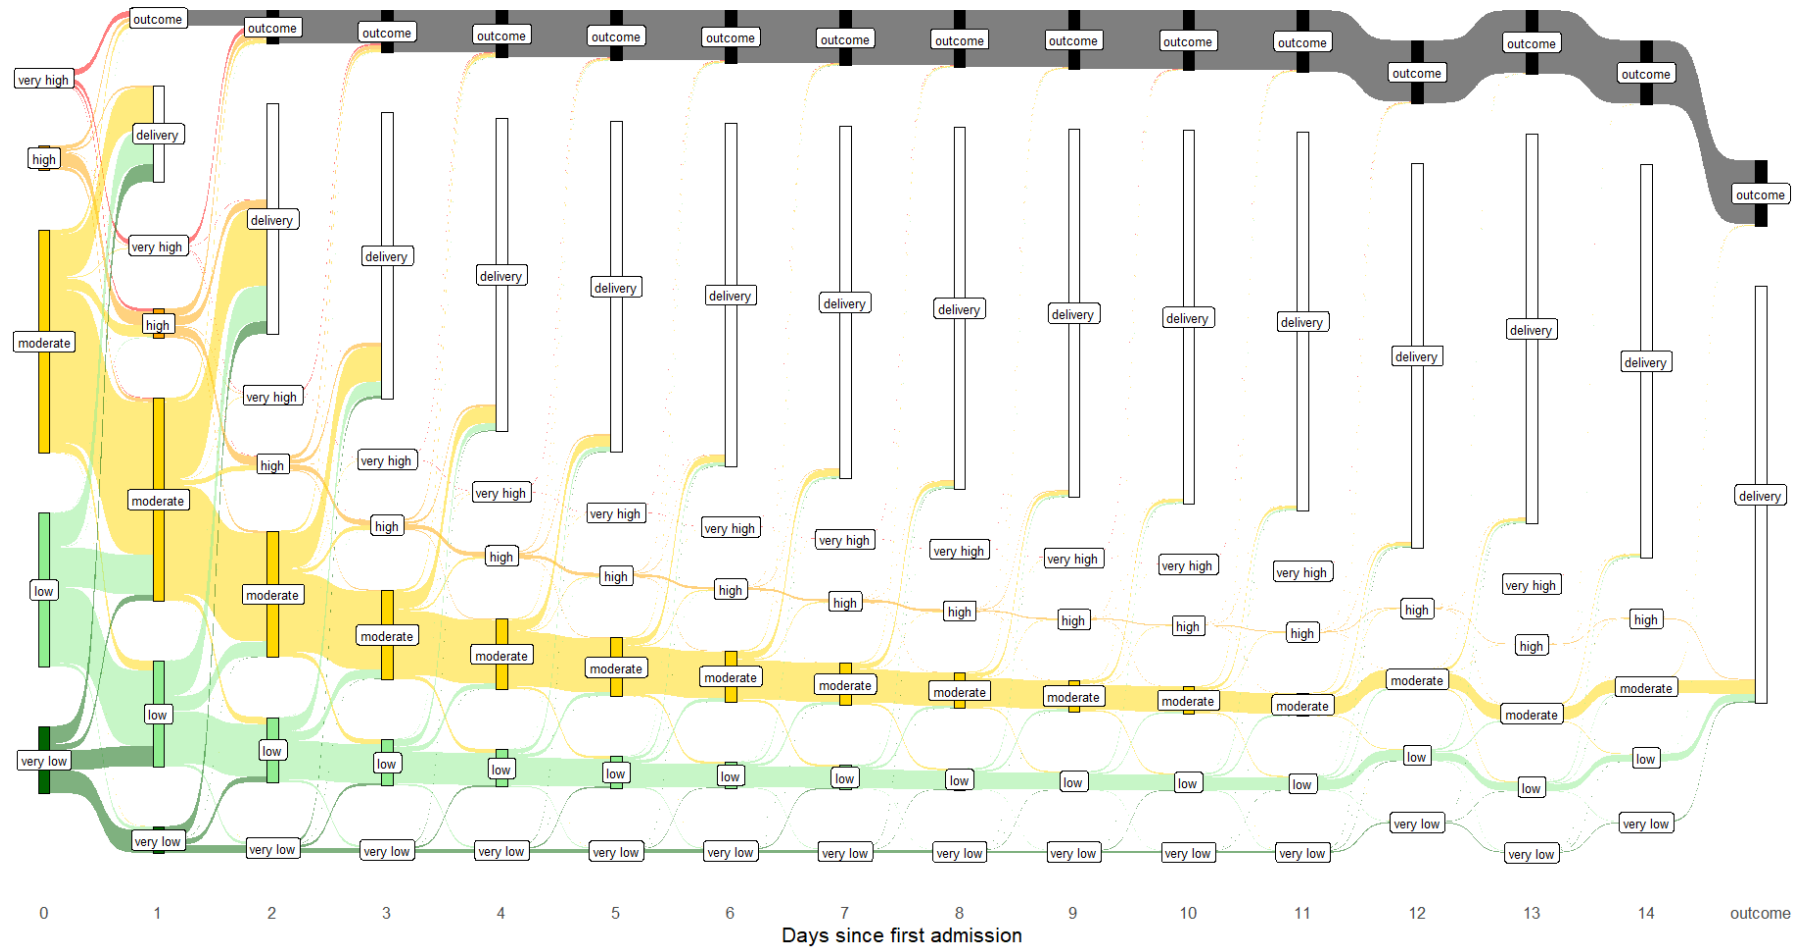 very high
high
moderate
low
very low
outcome
delivery
very high
high
moderate
low
very low
outcome
delivery
very high
high
moderate
low
very low
outcome
delivery
very high
high
moderate
low
very low
outcome
delivery
very high
high
moderate
low
very low
outcome
delivery
very high
high
moderate
low
very low
outcome
delivery
very high
high
moderate
low
very low
outcome
delivery
very high
high
moderate
low
very low
outcome
delivery
very high
high
moderate
low
very low
outcome
delivery
very high
high
moderate
low
very low
outcome
delivery
very high
high
moderate
low
very low
outcome
delivery
very high
high
moderate
low
very low
outcome
delivery
high
moderate
low
very low
outcome
delivery
very high
high
moderate
low
very low
outcome
delivery
high
moderate
low
very low
outcome
delivery
0 1 2 3 4 5 6 7 8 9 10 11 12 13 14 outcome
Days since first admission